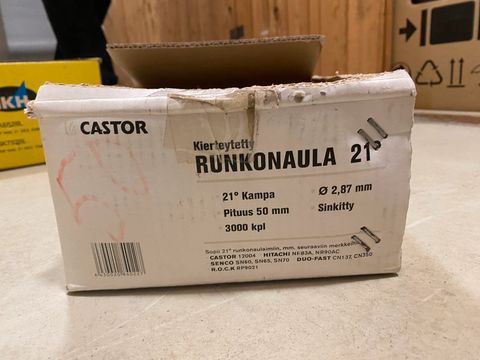 CASTOR
Kierteytetty
RUNKONAULA 21°
21° Kampa
Ø 2,87 mm
Pituus 50 mm
Sinkitty
3000 kpl
Sopii 21° runkonaulaimiin, mm. seuraaviin merkkeihin
CASTOR 12004 HITACHI NR83A, NR90AC
SENCO SN60, SN65, SN70 DUO-FAST CN137, CN350
R.O.C.K RP9021